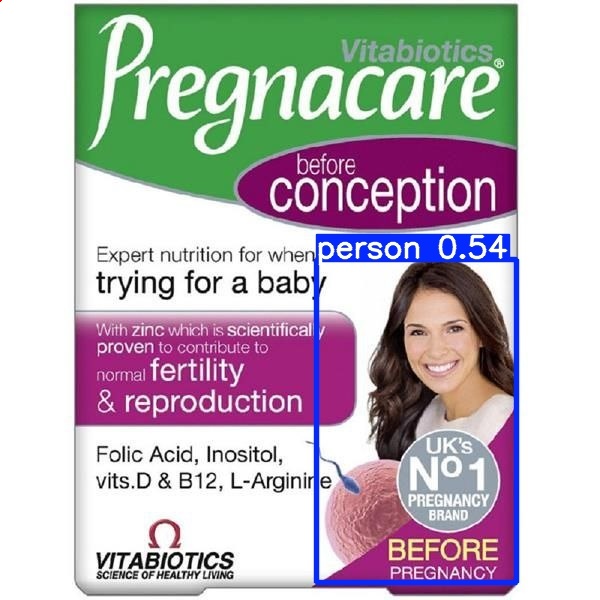 Vitabiotics
Pregnacare®
before
conception
Expert nutrition for when
person 0.54
trying for a baby
With zinc which is scientifically
proven to contribute to
normal fertility
& reproduction
Folic Acid, Inositol,
vits.D & B12, L-Arginine
UK's
Nº1
PREGNANCY
BRAND
BEFORE
PREGNANCY
VITABIOTICS
SCIENCE OF HEALTHY LIVING